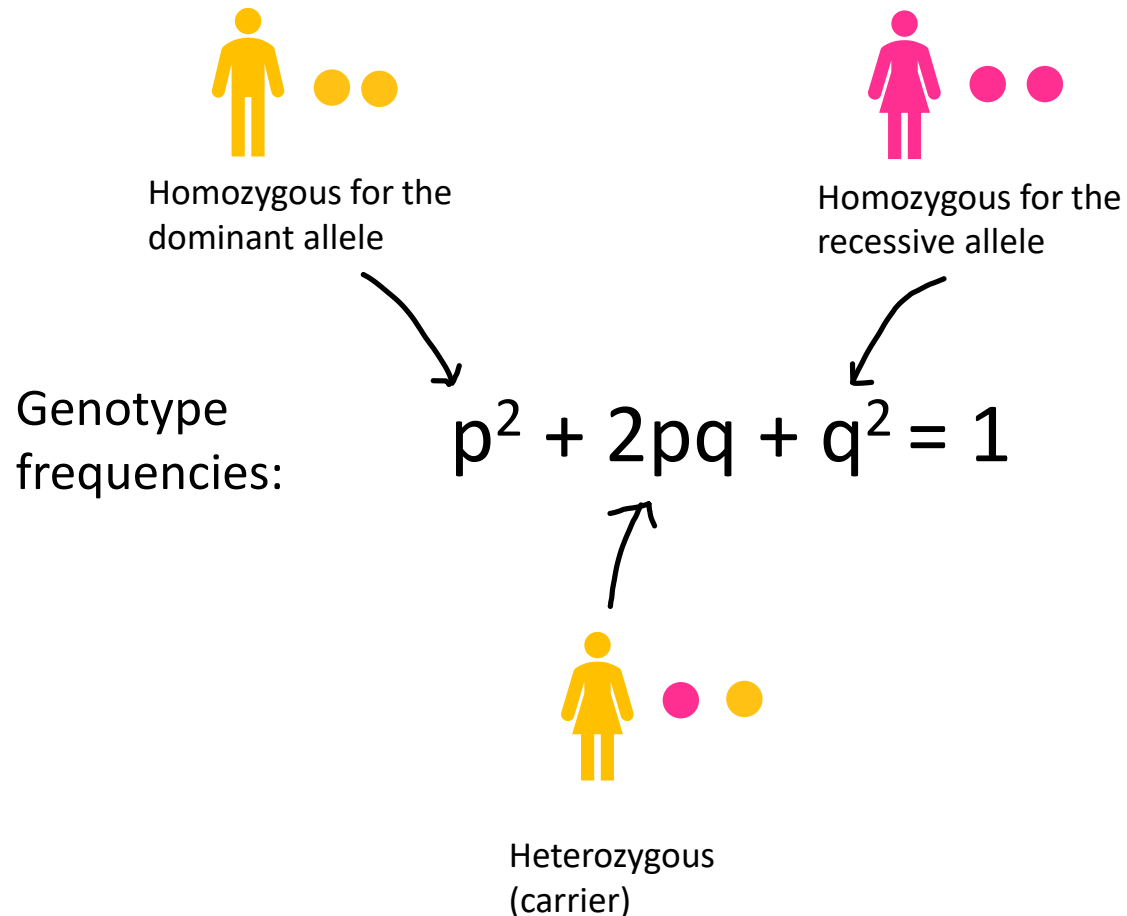 Homozygous for the
dominant allele
Homozygous for the
recessive allele
Genotype
frequencies:
p² + 2pq + q² = 1
Heterozygous
(carrier)